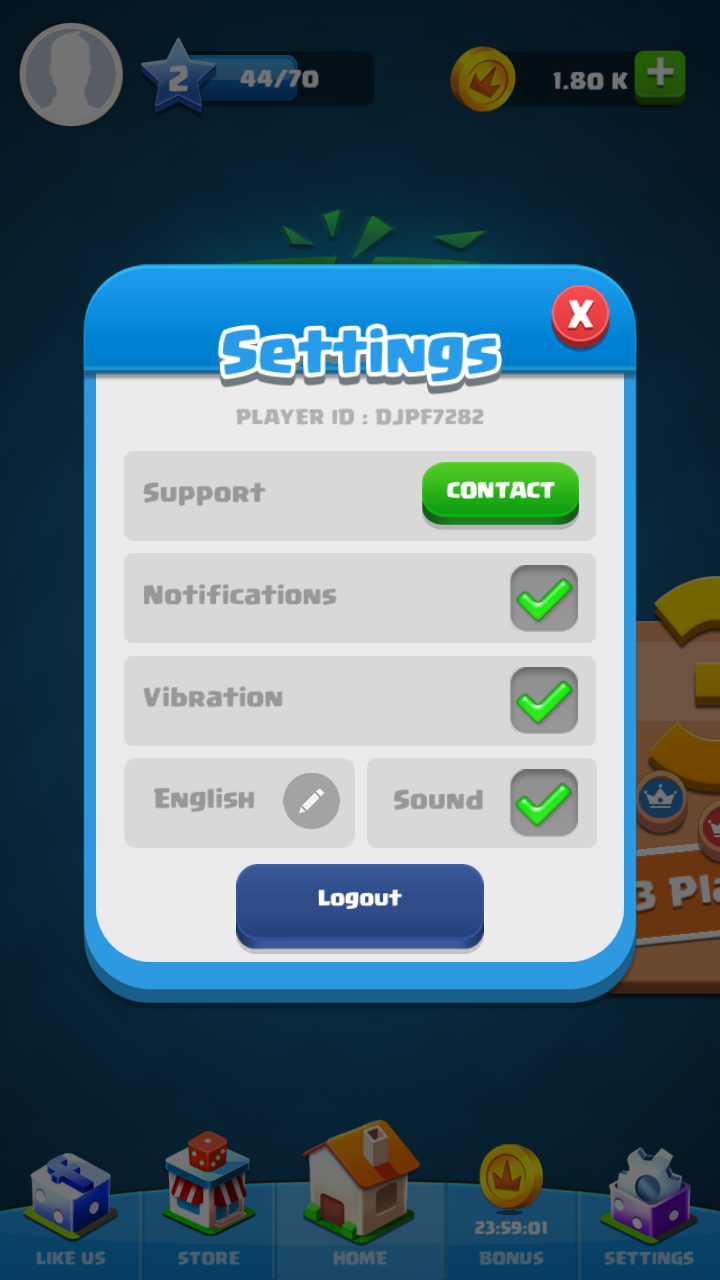 2
44/70
1.80 K
Settings
PLAYER ID : DJPF7282
Support
CONTACT
Notifications
Vibration
English
Sound
3 Pla
Logout
23:59:01
LIKE US
STORE
HOME
BONUS
SETTINGS